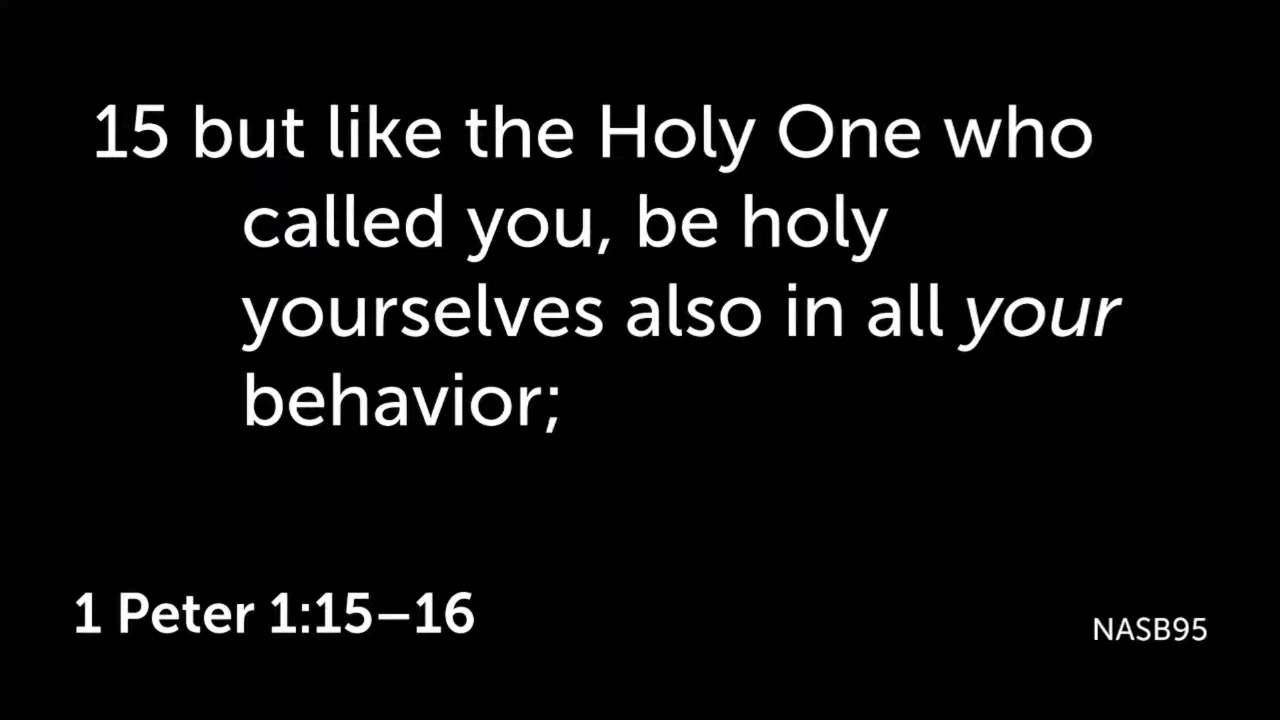 15 but like the Holy One who
called you, be holy
yourselves also in all your
behavior;
1 Peter 1:15–16
NASB95